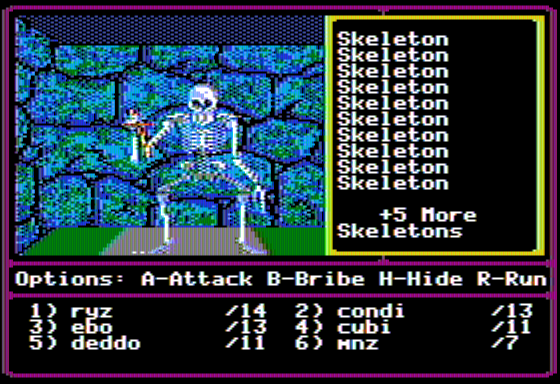 Skeleton
Skeleton
Skeleton
Skeleton
Skeleton
Skeleton
Skeleton
Skeleton
Skeleton
Skeleton
+5 More
Skeletons
Options: A-Attack B-Bribe H-Hide R-Run
1) ryz /14 2) condi /13
3) ebo /13 4) cubi /11
5) deddo /11 6) mnz /7